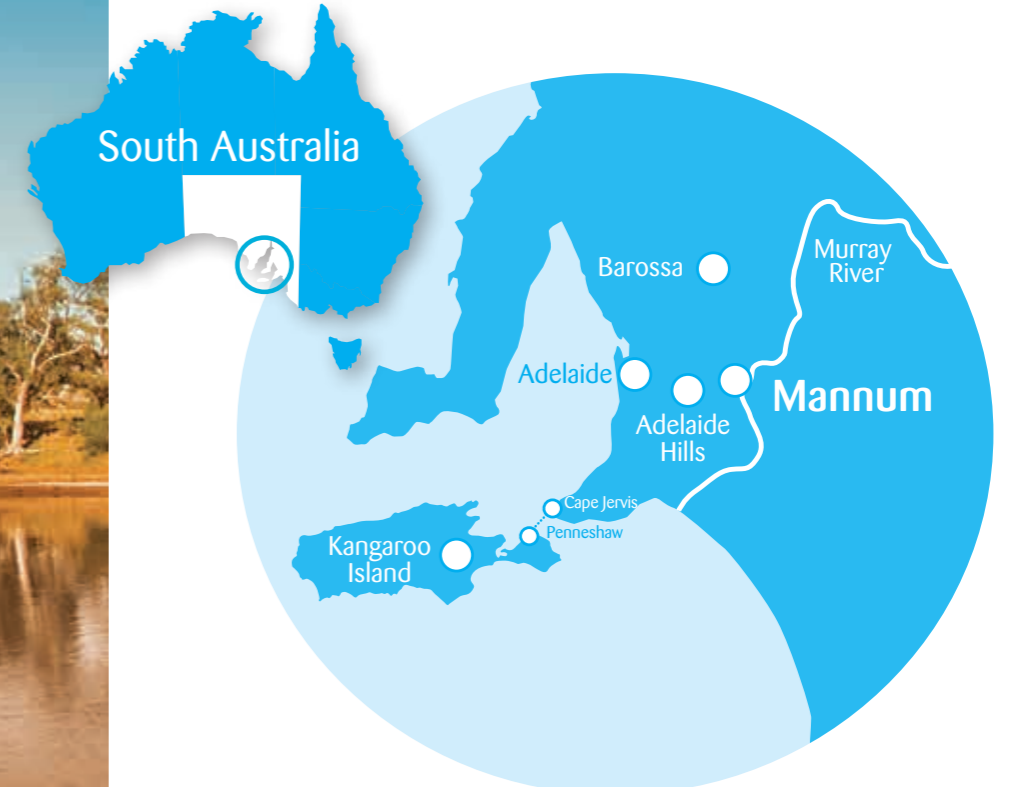 South Australia
Murray
River
Barossa
Adelaide
Mannum
Adelaide
Hills
Cape Jervis
Penneshaw
Kangaroo
Island